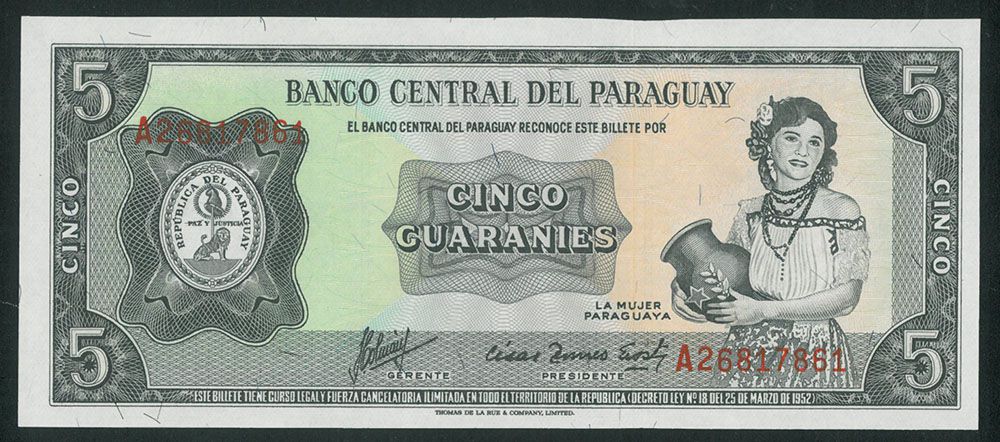 5
5
BANCO CENTRAL DEL PARAGUAY
A26817861
EL BANCO CENTRAL DEL PARAGUAY RECONOCE ESTE BILLETE POR
CINCO
REPÚBLICA DEL PARAGUAY
PAZ Y JUSTICIA
CINCO
GUARANIES
CINCO
LA MUJER
PARAGUAYA
5
GERENTE
PRESIDENTE
A26817861
5
ESTE BILLETE TIENE CURSO LEGAL Y FUERZA CANCELATORIA ILIMITADA EN TODO EL TERRITORIO DE LA REPUBLICA (DECRETO LEY Nº 18 DEL 25 DE MARZO DE 1952)
THOMAS DE LA RUE & COMPANY, LIMITED.